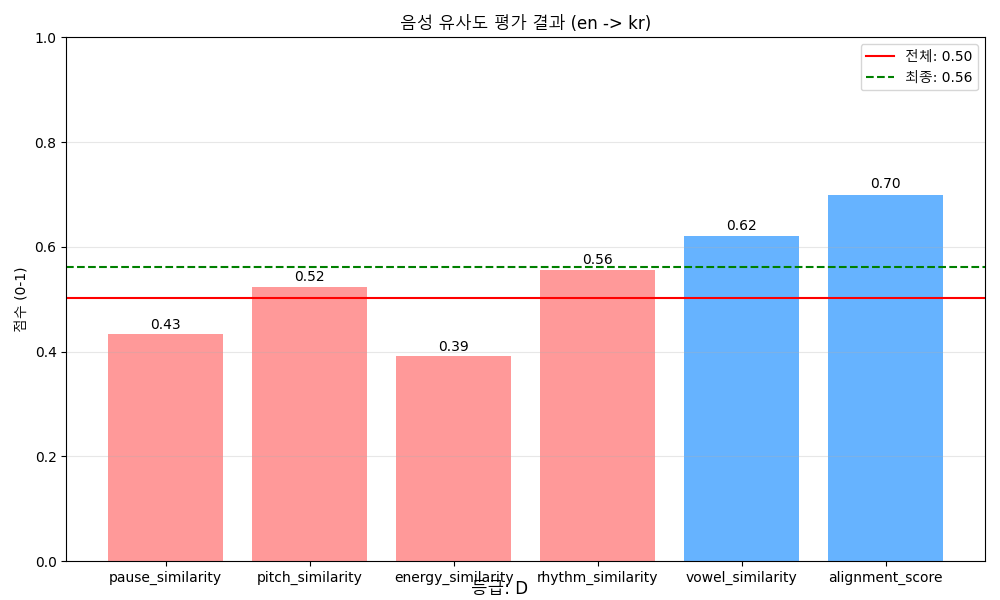 음성 유사도 평가 결과 (en -> kr)
전체: 0.50
최종: 0.56
점수 (0-1)
1.0
0.8
0.6
0.4
0.2
0.0
0.43
0.52
0.39
0.56
0.62
0.70
pause_similarity pitch_similarity energy_similarity rhythm_similarity vowel_similarity alignment_score
등급: D